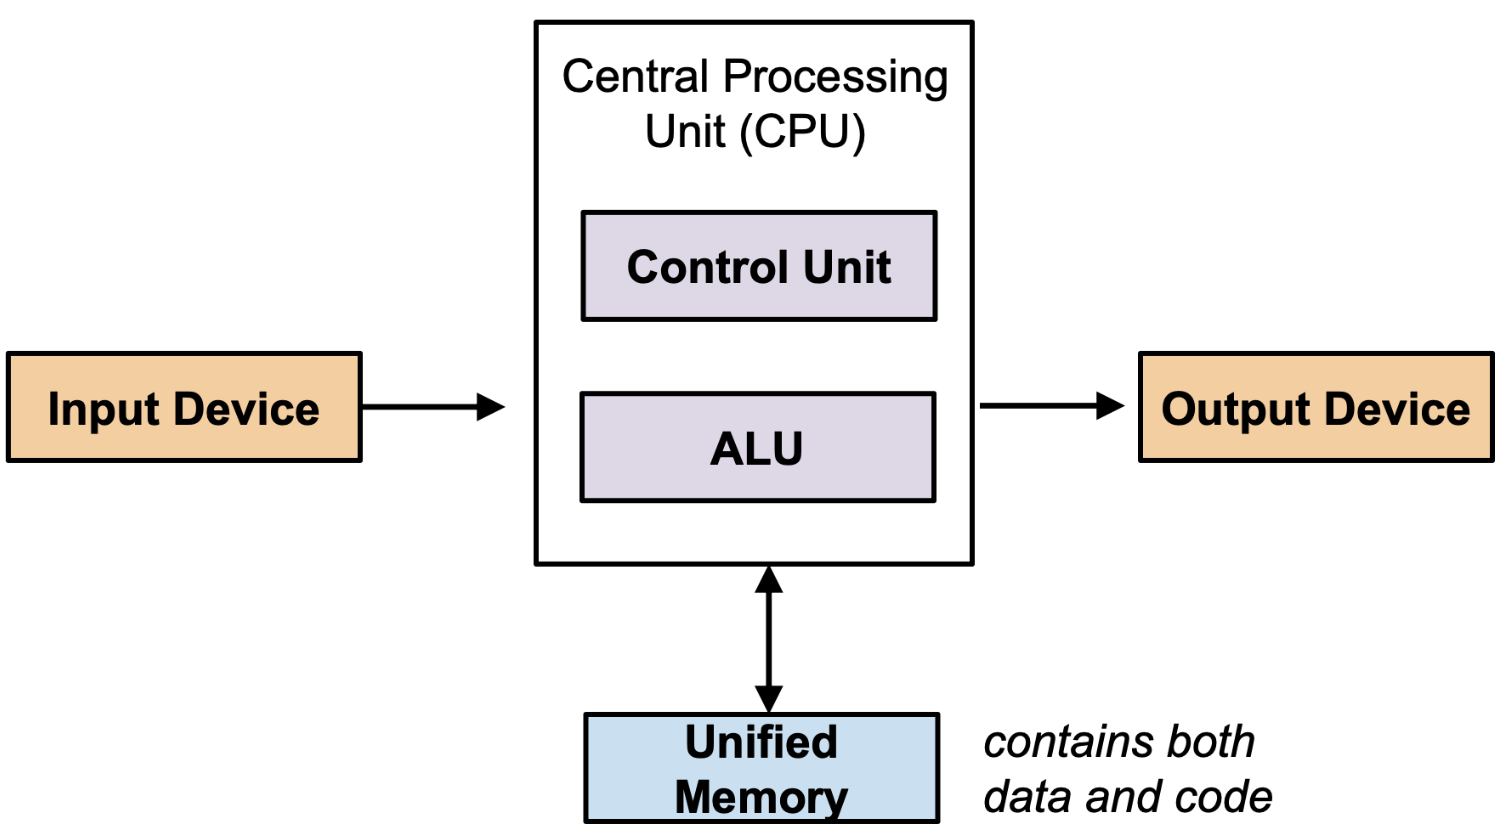 Central Processing
Unit (CPU)
Control Unit
Input Device
ALU
Output Device
Unified
Memory
contains both
data and code